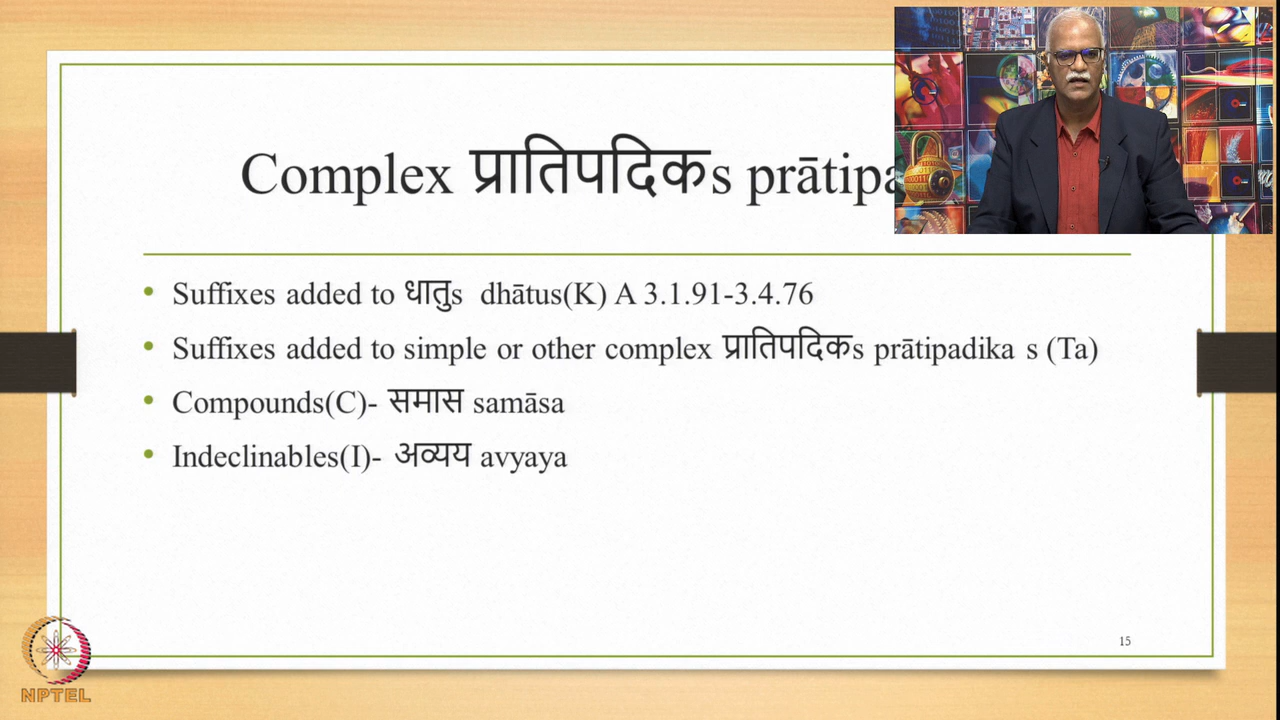 Complex प्रातिपदिकs prātipa
Suffixes added to धातुs dhātus(K) A 3.1.91-3.4.76
Suffixes added to simple or other complex प्रातिपदिकs prātipadika s (Ta)
Compounds(C)- समास samāsa
Indeclinables(I)- अव्यय avyaya
15
NPTEL